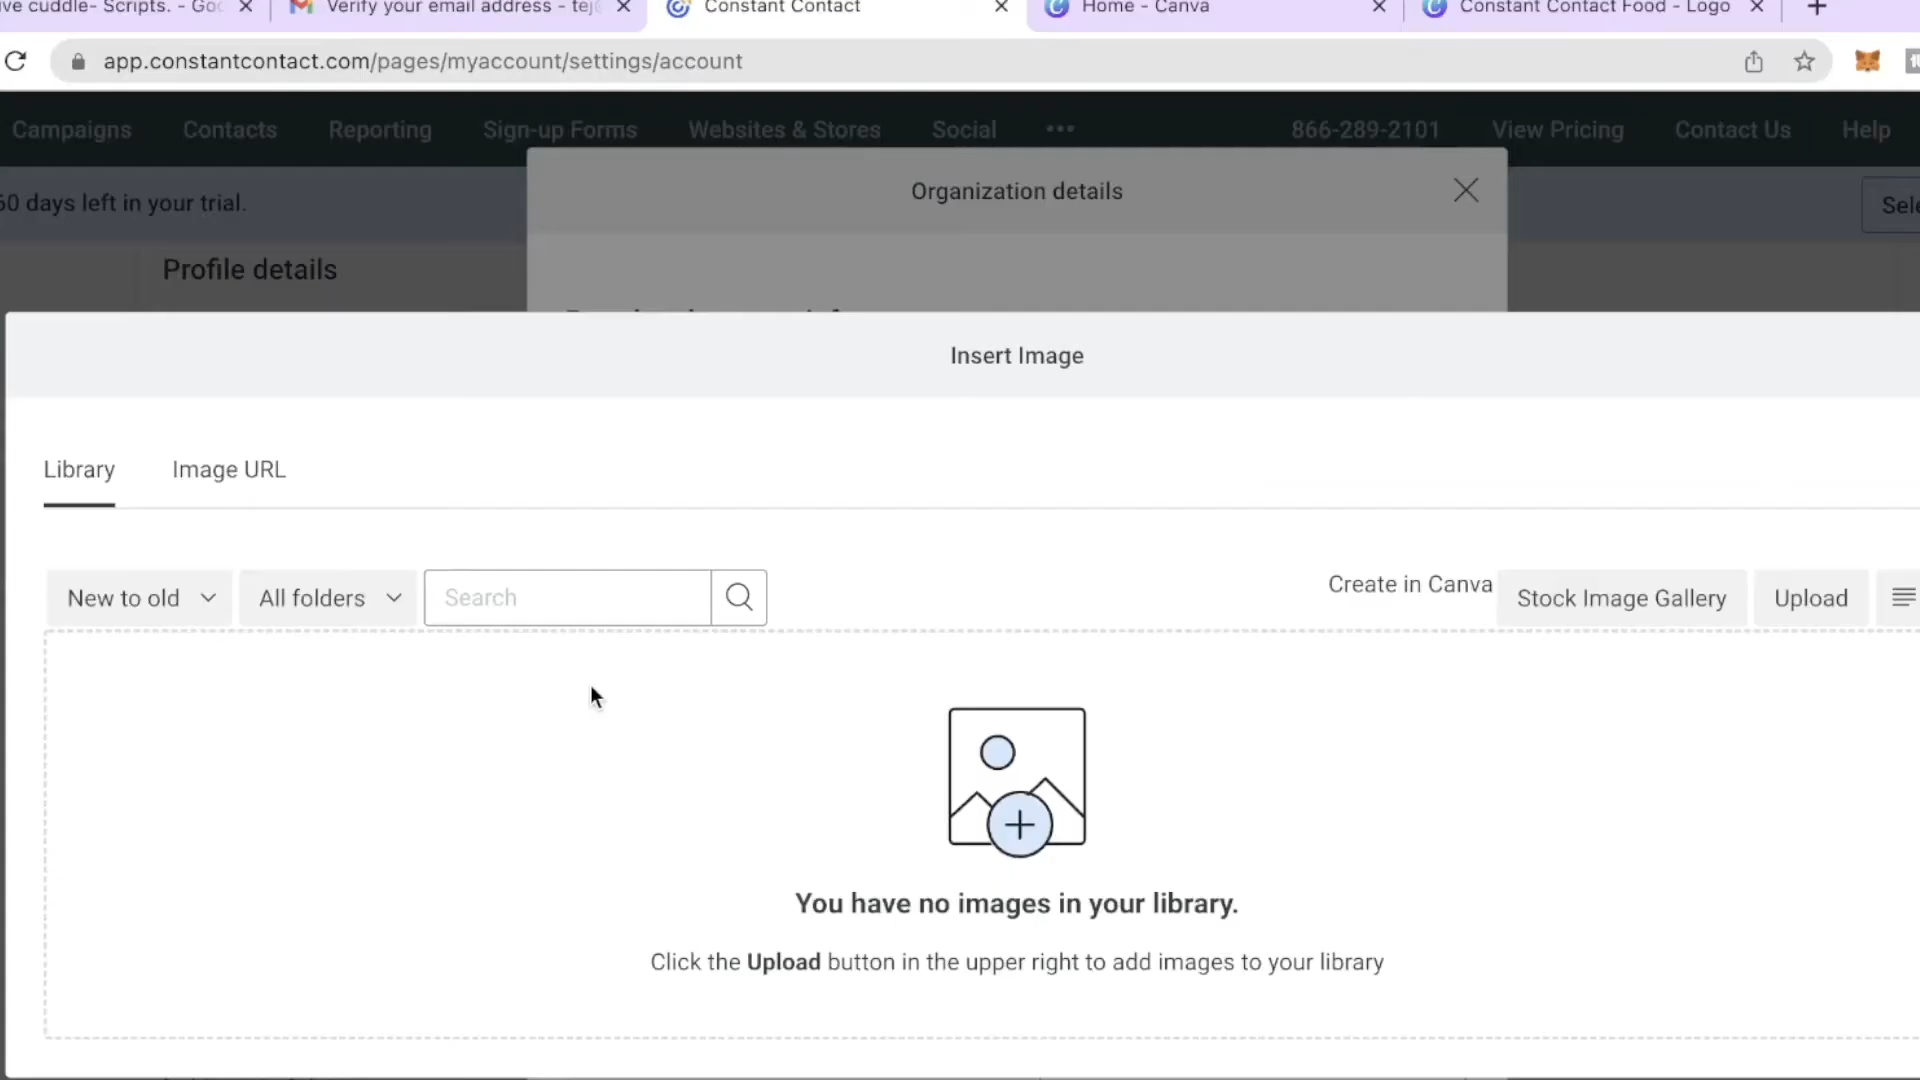 ve cuddle- Scripts. - Goo
Verify your email address - tej@
Constant Contact
Home - Canva
Constant Contact Food - Logo
app.constantcontact.com/pages/myaccount/settings/account
Campaigns Contacts Reporting Sign-up Forms Websites & Stores Social ••• 866-289-2101 View Pricing Contact Us Help
60 days left in your trial.
Sele
Organization details
Profile details
Insert Image
Library Image URL
New to old All folders Search Create in Canva Stock Image Gallery Upload
You have no images in your library.
Click the Upload button in the upper right to add images to your library